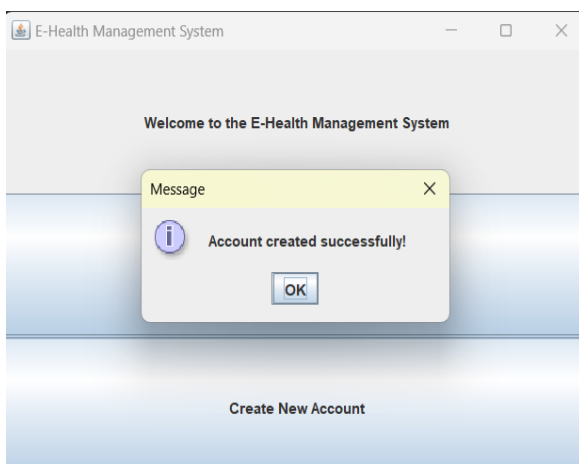 E-Health Management System
Welcome to the E-Health Management System
Message
Account created successfully!
OK
Create New Account